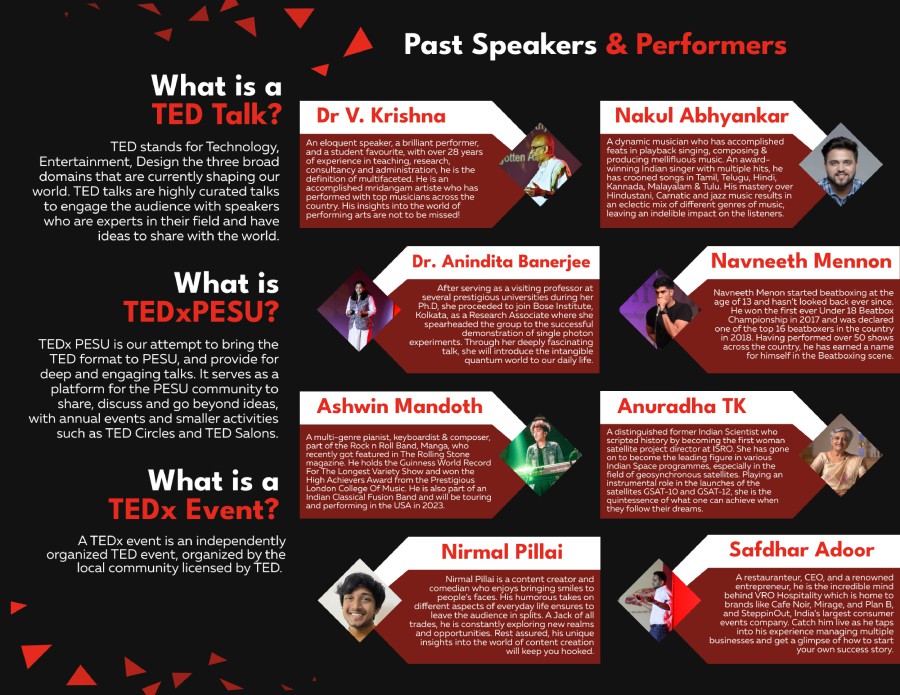 What is a
TED Talk?
TED stands for Technology,
Entertainment, Design the three broad
domains that are currently shaping our
world. TED talks are highly curated talks
to engage the audience with speakers
who are experts in their field and have
ideas to share with the world.
What is
TEDxPESU?
TEDx PESU is our attempt to bring the
TED format to PESU, and provide for
deep and engaging talks. It serves as a
platform for the PESU community to
share, discuss and go beyond ideas,
with annual events and smaller activities
such as TED Circles and TED Salons.
What is a
TEDx Event?
A TEDx event is an independently
organized TED event, organized by the
local community licensed by TED.
Past Speakers & Performers
Dr V. Krishna
An eloquent speaker, a brilliant performer,
and a student favourite, with over 28 years
of experience in teaching, research,
consultancy and administration, he is the
definition of multifaceted. He is an
accomplished mridangam artiste who has
performed with top musicians across the
country. His insights into the world of
performing arts are not to be missed!
Nakul Abhyankar
A dynamic musician who has accomplished
feats in playback singing, composing &
producing mellifluous music. An award-
winning Indian singer with multiple hits, he
has crooned songs in Tamil, Telugu, Hindi,
Kannada, Malayalam & Tulu. His mastery over
Hindustani, Carnatic and jazz music results in
an eclectic mix of different genres of music,
leaving an indelible impact on the listeners.
Dr. Anindita Banerjee
After serving as a visiting professor at
several prestigious universities during her
Ph.D, she proceeded to join Bose Institute,
Kolkata, as a Research Associate where she
spearheaded the group to the successful
demonstration of single photon
experiments. Through her deeply fascinating
talk, she will introduce the intangible
quantum world to our daily life.
Navneeth Mennon
Navneeth Menon started beatboxing at the
age of 13 and hasn't looked back ever since.
He won the first ever Under 18 Beatbox
Championship in 2017 and was declared
one of the top 16 beatboxers in the country
in 2018. Having performed over 50 shows
across the country, he has earned a name
for himself in the Beatboxing scene.
Ashwin Mandoth
A multi-genre pianist, keyboardist & composer,
part of the Rock n Roll Band, Manga, who
recently got featured in The Rolling Stone
magazine. He holds the Guinness World Record
For The Longest Variety Show and won the
High Achievers Award from the Prestigious
London College Of Music. He is also part of an
Indian Classical Fusion Band and will be touring
and performing in the USA in 2023.
Anuradha TK
A distinguished former Indian Scientist who
scripted history by becoming the first woman
satellite project director at ISRO. She has gone
on to become the leading figure in various
Indian Space programmes, especially in the
field of geosynchronous satellites. Playing an
instrumental role in the launches of the
satellites GSAT-10 and GSAT-12, she is the
quintessence of what one can achieve when
they follow their dreams.
Nirmal Pillai
Nirmal Pillai is a content creator and
comedian who enjoys bringing smiles to
people's faces. His humorous takes on
different aspects of everyday life ensures to
leave the audience in splits. A Jack of all
trades, he is constantly exploring new realms
and opportunities. Rest assured, his unique
insights into the world of content creation
will keep you hooked.
Safdhar Adoor
A restauranteur, CEO, and a renowned
entrepreneur, he is the incredible mind
behind VRO Hospitality which is home to
brands like Cafe Noir, Mirage, and Plan B,
and SteppinOut, India's largest consumer
events company. Catch him live as he taps
into his experience managing multiple
businesses and get a glimpse of how to start
your own success story.